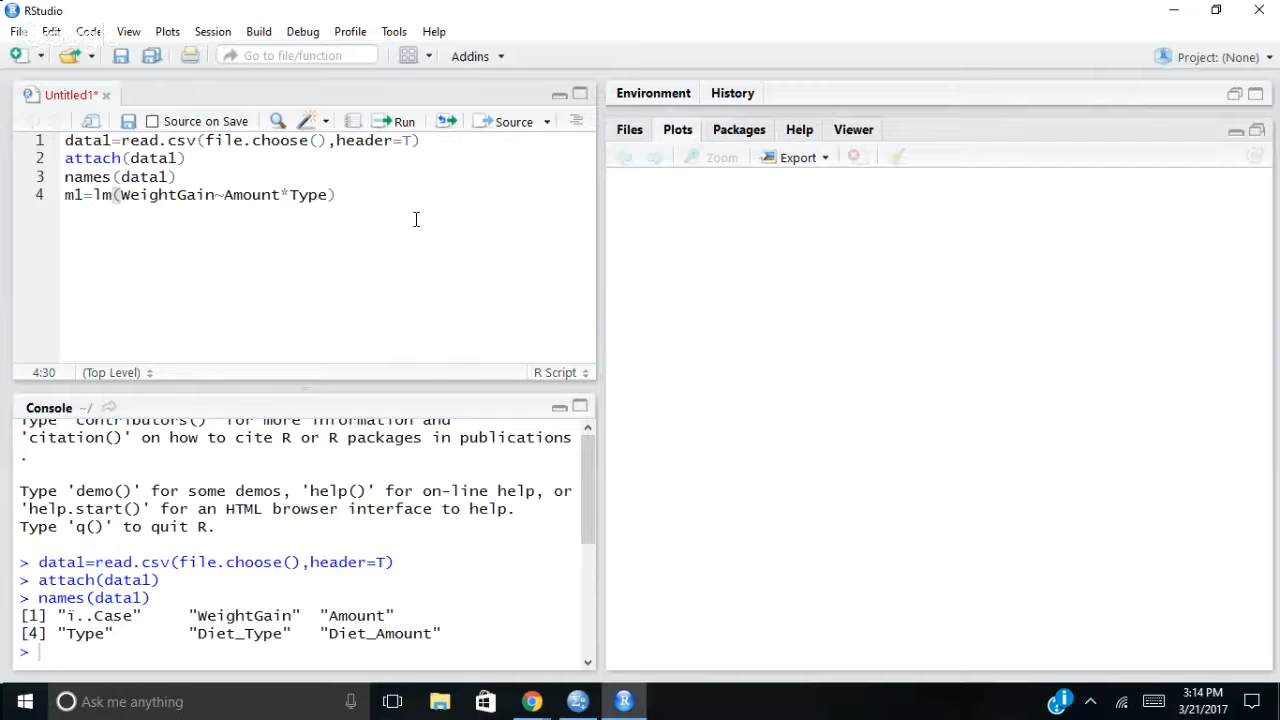 RStudio
File Edit Code View Plots Session Build Debug Profile Tools Help
Go to file/function Addins Project: (None)
Untitled1* Environment History
Source on Save Run Source
Files Plots Packages Help Viewer
Zoom Export
1 data1=read.csv(file.choose(),header=T)
2 attach(data1)
3 names(data1)
4 m1=lm(WeightGain~Amount*Type)
4:30 (Top Level) R Script
Console ~/
Type 'contributors()' for more information and
'citation()' on how to cite R or R packages in publications
.
Type 'demo()' for some demos, 'help()' for on-line help, or
'help.start()' for an HTML browser interface to help.
Type 'q()' to quit R.
> data1=read.csv(file.choose(),header=T)
> attach(data1)
> names(data1)
[1] "ï..Case" "WeightGain" "Amount"
[4] "Type" "Diet_Type" "Diet_Amount"
>
Ask me anything
3:14 PM
3/21/2017